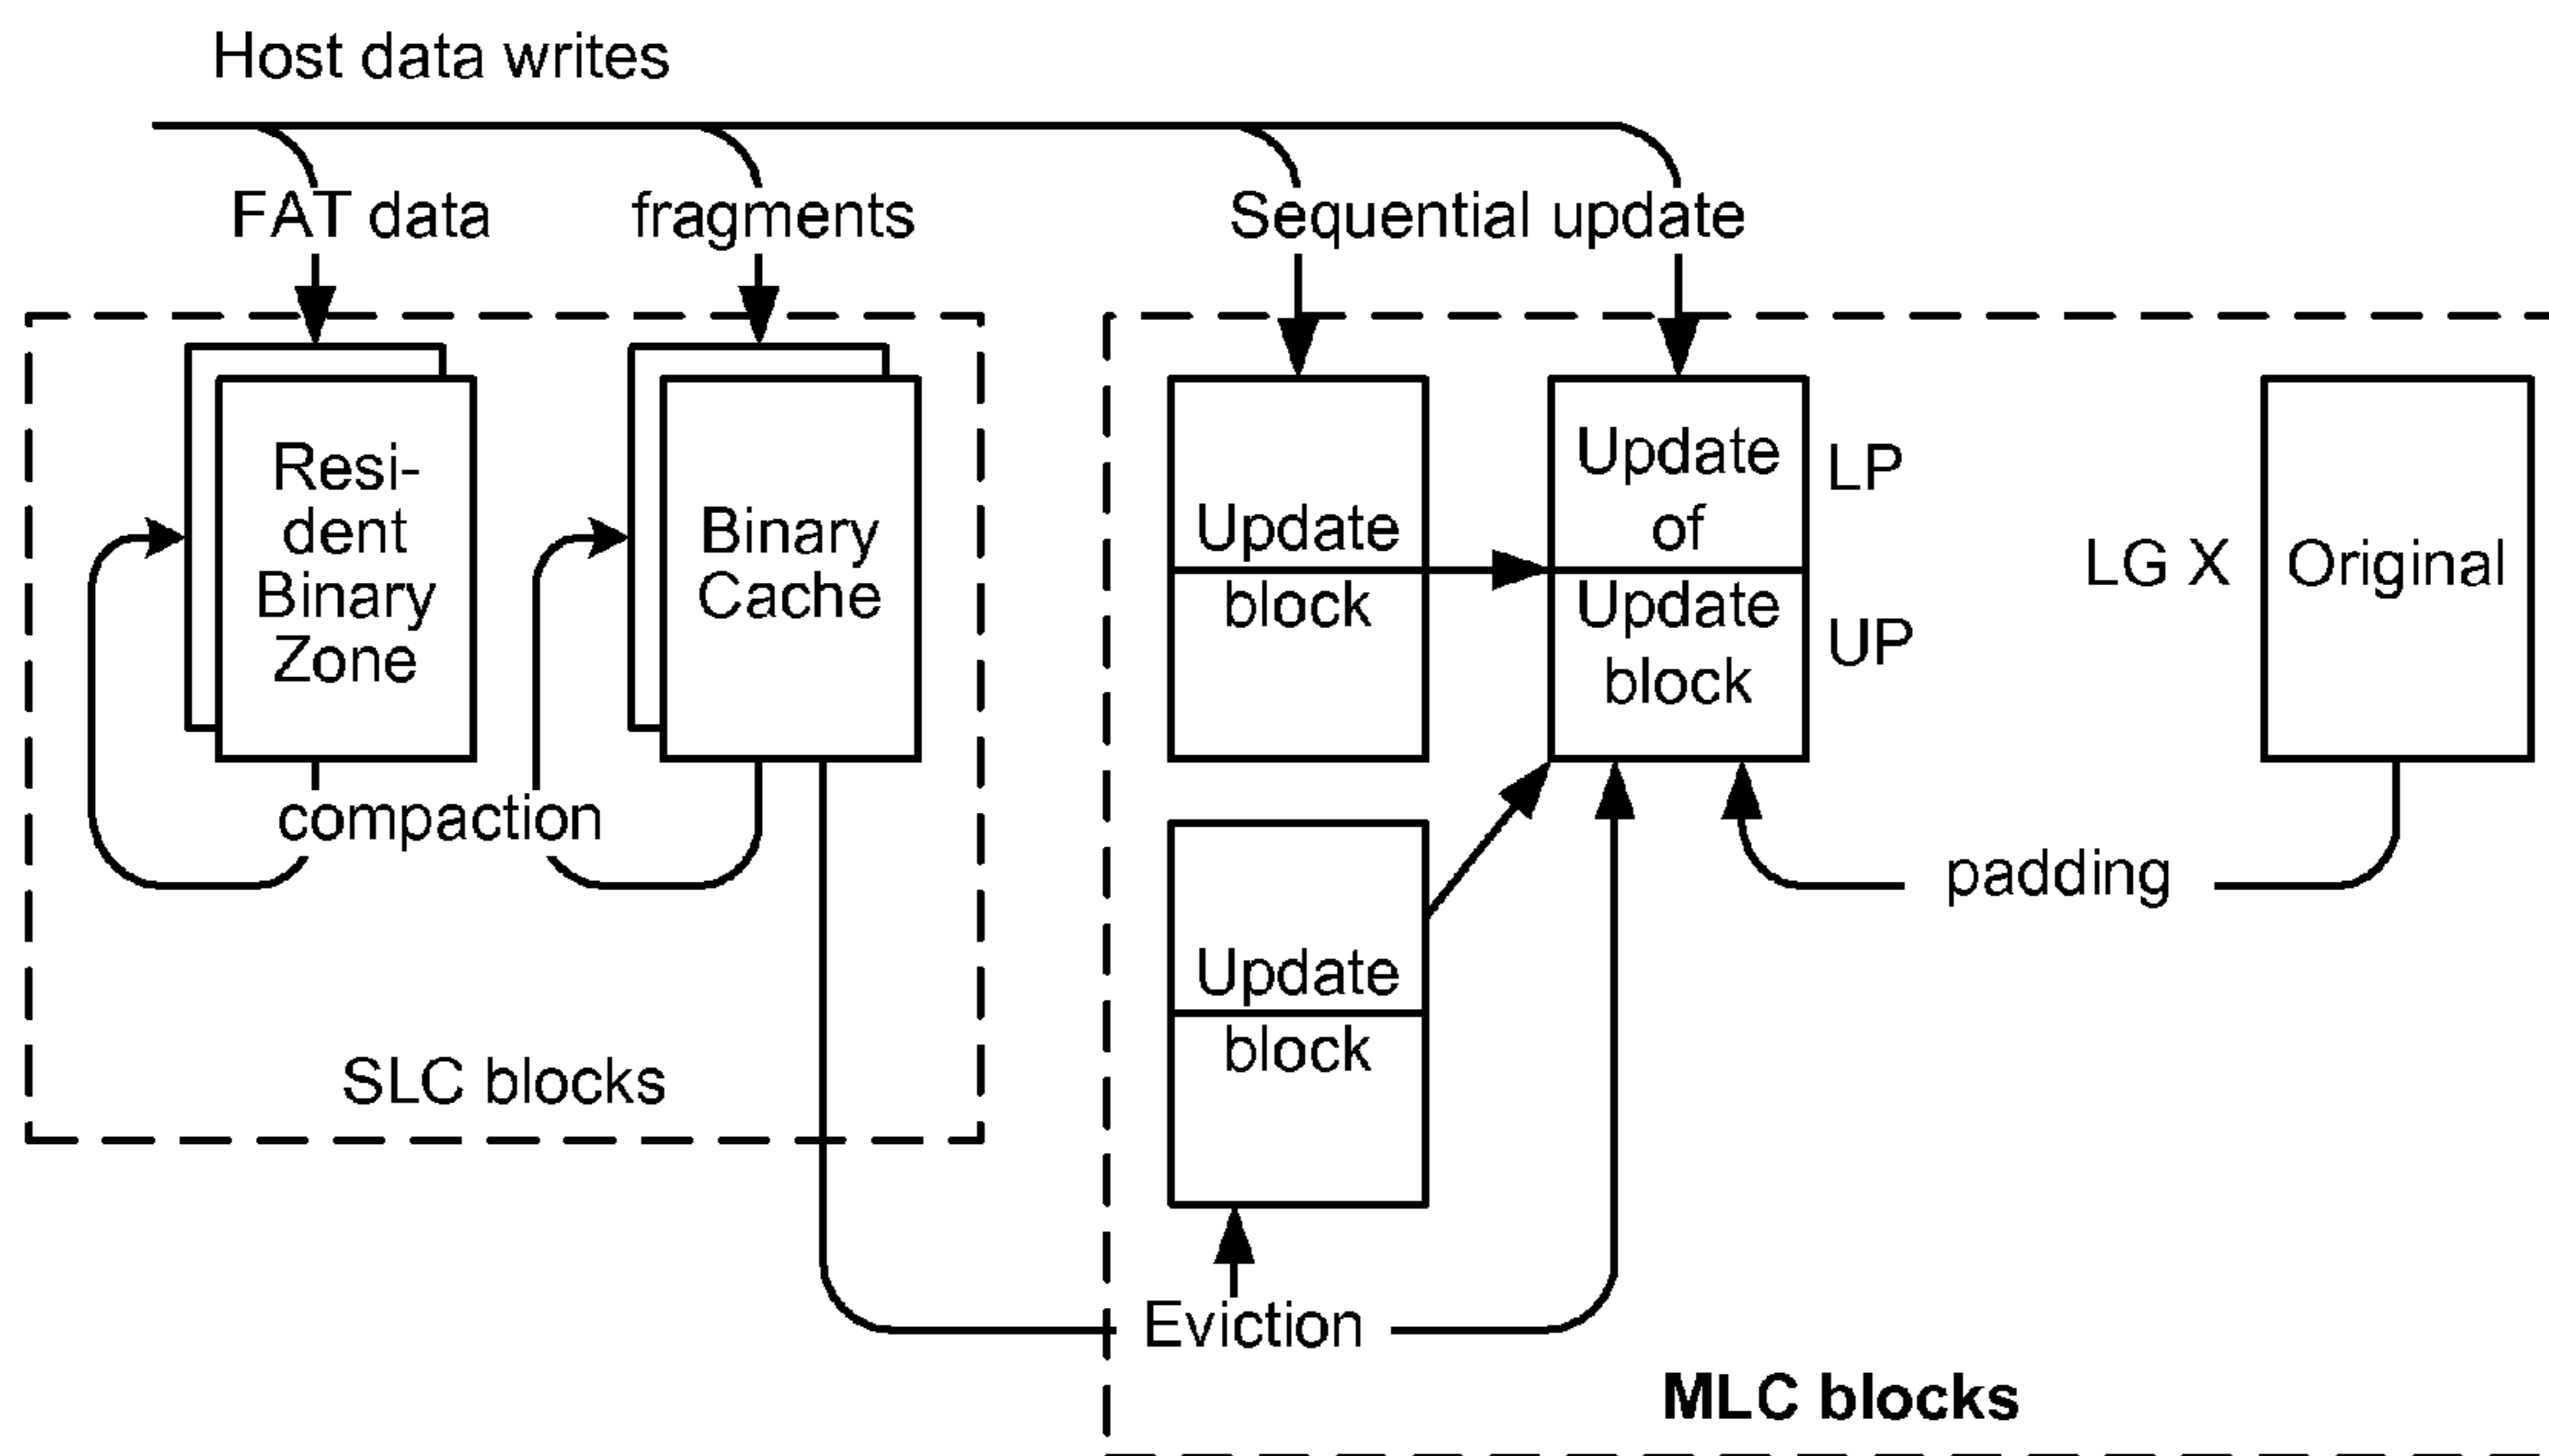 Host data writes
FAT data
fragments
Sequential update
Resi-
dent
Binary
Zone
Binary
Cache
compaction
SLC blocks
Update
block
Update
of
Update
block
LP
UP
LG X
Original
padding
Update
block
Eviction
MLC blocks